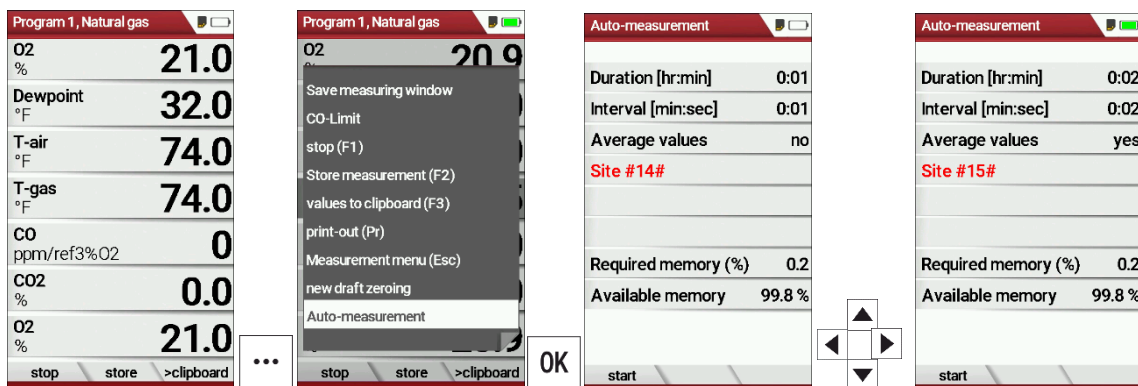 Program 1, Natural gas
O2
%
21.0
Dewpoint
°F
32.0
T-air
°F
74.0
T-gas
°F
74.0
CO
ppm/ref3%O2
0
CO2
%
0.0
O2
%
21.0
stop store >clipboard
...
Program 1, Natural gas
O2
20.9
Save measuring window
CO-Limit
stop (F1)
Store measurement (F2)
values to clipboard (F3)
print-out (Pr)
Measurement menu (Esc)
new draft zeroing
Auto-measurement
stop store >clipboard
OK
Auto-measurement
Duration [hr:min] 0:01
Interval [min:sec] 0:01
Average values no
Site #14#
Required memory (%) 0.2
Available memory 99.8 %
start
Auto-measurement
Duration [hr:min] 0:02
Interval [min:sec] 0:02
Average values yes
Site #15#
Required memory (%) 0.2
Available memory 99.8 %
start